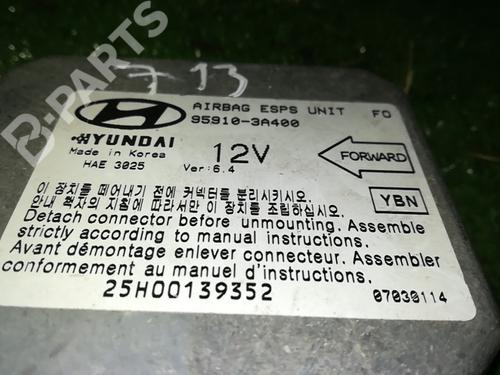 B-PARTS
713
AIRBAG ESPS UNIT FO
95910-3A400
HYUNDAI
Made in Korea
HAE 3025
12V
Ver:6.4
FORWARD
이 장치를 떼어내기 전에 커넥터를 분리시키시오.
안내 책자의 지침에 따라서만 이 장치를 조립하십시오.
YBN
Detach connector before unmounting. Assemble
strictly according to manual instructions.
Avant démontage enlever connecteur. Assembler
conformement au manuel d'instructions.
25H00139352
07030114